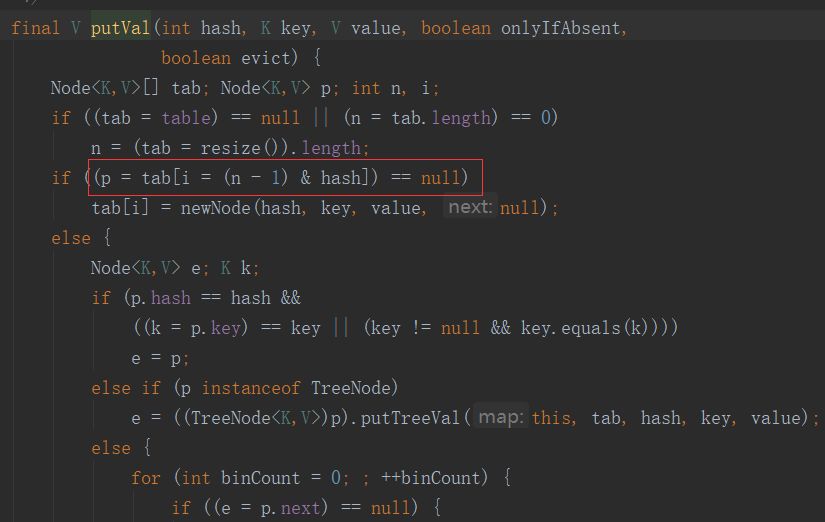 */
final V putVal(int hash, K key, V value, boolean onlyIfAbsent,
boolean evict) {
Node<K,V>[] tab; Node<K,V> p; int n, i;
if ((tab = table) == null || (n = tab.length) == 0)
n = (tab = resize()).length;
if ((p = tab[i = (n - 1) & hash]) == null)
tab[i] = newNode(hash, key, value, next: null);
else {
Node<K,V> e; K k;
if (p.hash == hash &&
((k = p.key) == key || (key != null && key.equals(k))))
e = p;
else if (p instanceof TreeNode)
e = ((TreeNode<K,V>)p).putTreeVal( map: this, tab, hash, key, value);
else {
for (int binCount = 0; ; ++binCount) {
if ((e = p.next) == null) {